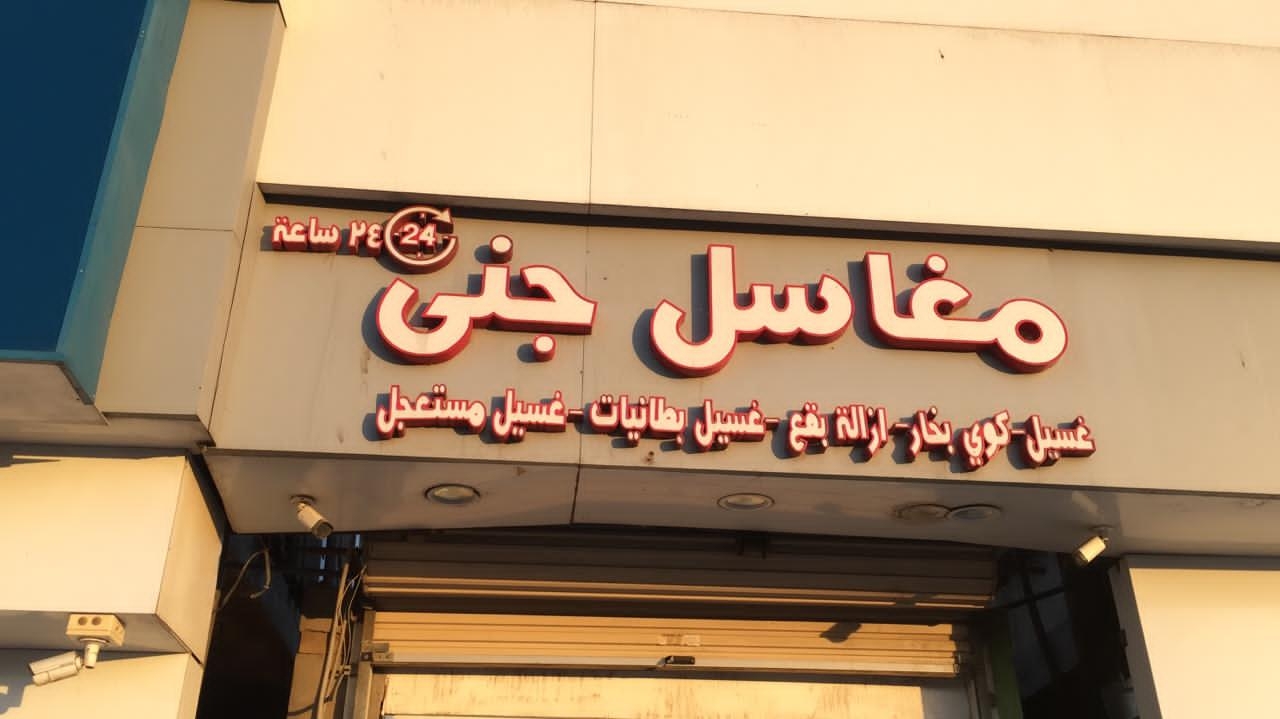 24 ٢٤ ساعة
مغاسل جنى
غسيل-كوي بخار- ازالة بقع -غسيل بطانيات -غسيل مستعجل